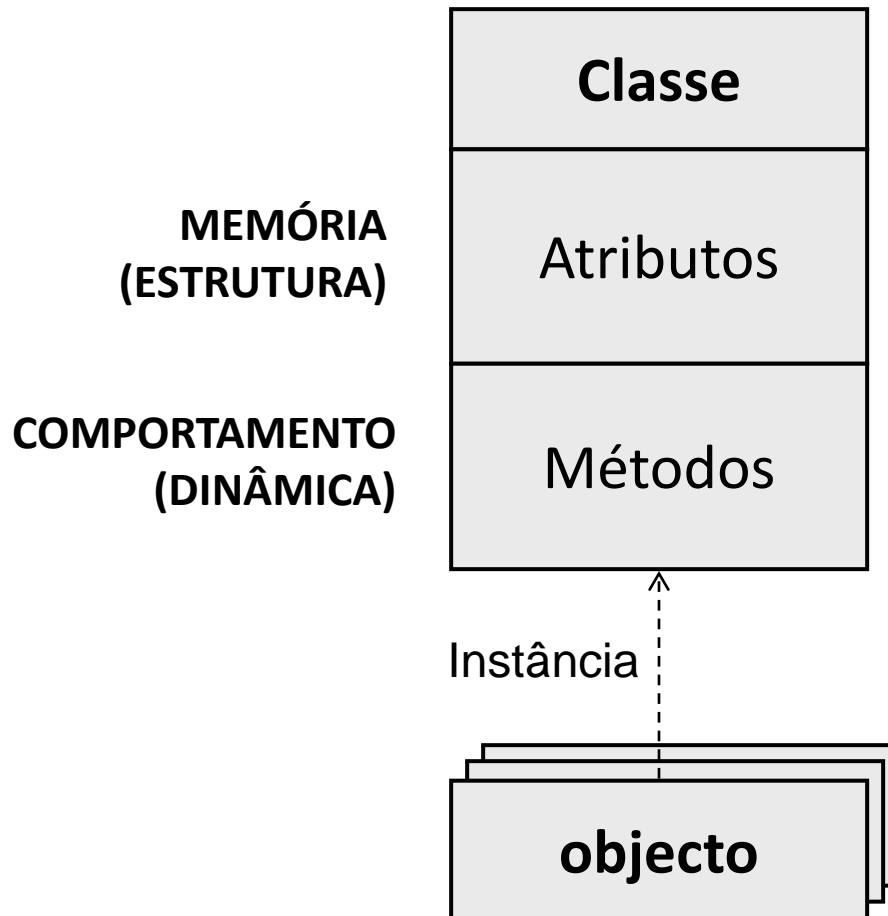 Classe
MEMÓRIA
(ESTRUTURA)
Atributos
COMPORTAMENTO
(DINÂMICA)
Métodos
Instância
objecto